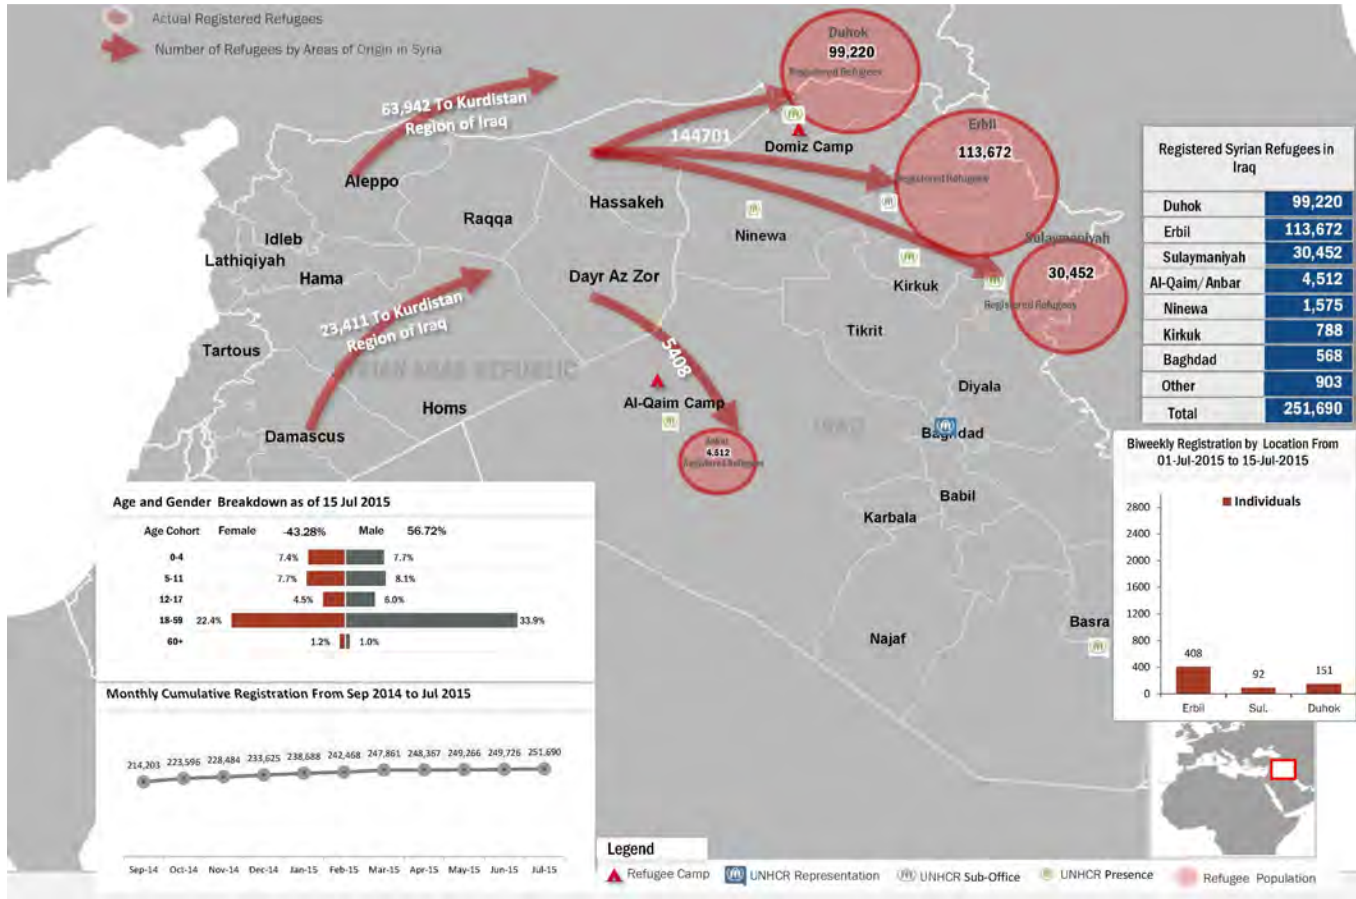 Actual Registered Refugees
Number of Refugees by Areas of Origin in Syria
63,942 To Kurdistan
Region of Iraq
Aleppo
Raqqa
Hassakeh
Idleb
Lathiqiyah
Hama
Dayr Az Zor
23,411 To Kurdistan
Region of Iraq
Tartous
SYRIAN ARAB REPUBLIC
Homs
Damascus
144701
5408
Duhok
99,220
Registered Refugees
Domiz Camp
Erbil
113,672
Registered Refugees
Sulaymaniyah
30,452
Registered Refugees
Ninewa
Kirkuk
Tikrit
Diyala
Al-Qaim Camp
Anbar
4,512
Registered Refugees
IRAQ
Baghdad
Babil
Karbala
Najaf
Basra
Registered Syrian Refugees in
Iraq
Duhok 99,220
Erbil 113,672
Sulaymaniyah 30,452
Al-Qaim/Anbar 4,512
Ninewa 1,575
Kirkuk 788
Baghdad 568
Other 903
Total 251,690
Biweekly Registration by Location From
01-Jul-2015 to 15-Jul-2015
Individuals
2800
2400
2000
1600
1200
800
400
0
408
92
151
Erbil Sul. Duhok
Age and Gender Breakdown as of 15 Jul 2015
Age Cohort Female -43.28% Male 56.72%
0-4 7.4% 7.7%
5-11 7.7% 8.1%
12-17 4.5% 6.0%
18-59 22.4% 33.9%
60+ 1.2% 1.0%
Monthly Cumulative Registration From Sep 2014 to Jul 2015
214,203 223,596 228,484 233,625 238,688 242,468 247,861 248,367 249,266 249,726 251,690
Sep-14 Oct-14 Nov-14 Dec-14 Jan-15 Feb-15 Mar-15 Apr-15 May-15 Jun-15 Jul-15
Legend
Refugee Camp UNHCR Representation UNHCR Sub-Office UNHCR Presence Refugee Population